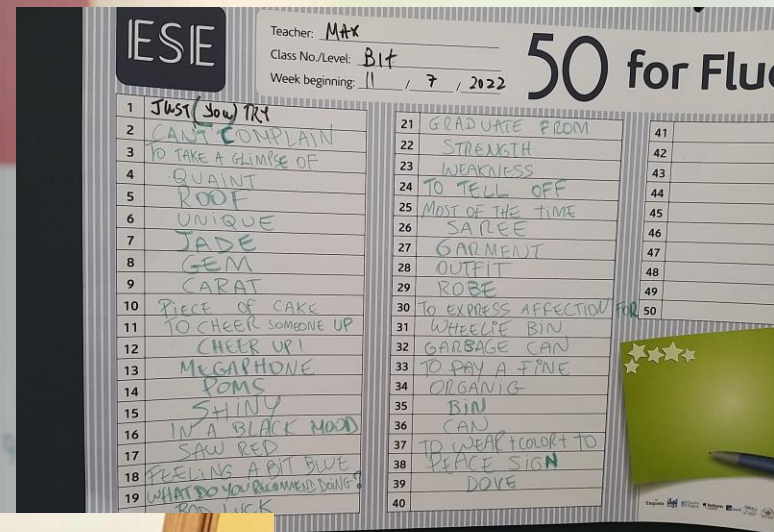 IESE
Teacher: MAX
Class No./Level: B1+
Week beginning: 11 / 7 / 2022
50 for Flue
1 JUST (you) TRY
2 CAN'T COMPLAIN
3 TO TAKE A GLIMPSE OF
4 QUAINT
5 ROOF
6 UNIQUE
7 JADE
8 GEM
9 CARAT
10 PIECE OF CAKE
11 TO CHEER SOMEONE UP
12 CHEER UP!
13 MEGAPHONE
14 POMS
15 SHINY
16 IN A BLACK MOOD
17 SAW RED
18 FEELING A BIT BLUE
19 WHAT DO YOU RECOMMEND DOING?
BAD LUCK
21 GRADUATE FROM
22 STRENGTH
23 WEAKNESS
24 TO TELL OFF
25 MOST OF THE TIME
26 SAREE
27 GARMENT
28 OUTFIT
29 ROBE
30 TO EXPRESS AFFECTION FOR
31 WHEELIE BIN
32 GARBAGE CAN
33 TO PAY A FINE
34 ORGANIG
35 BIN
36 CAN
37 TO WEAR + COLOR + TO
38 PEACE SIGN
39 DOVE
40
41
42
43
44
45
46
47
48
49
50